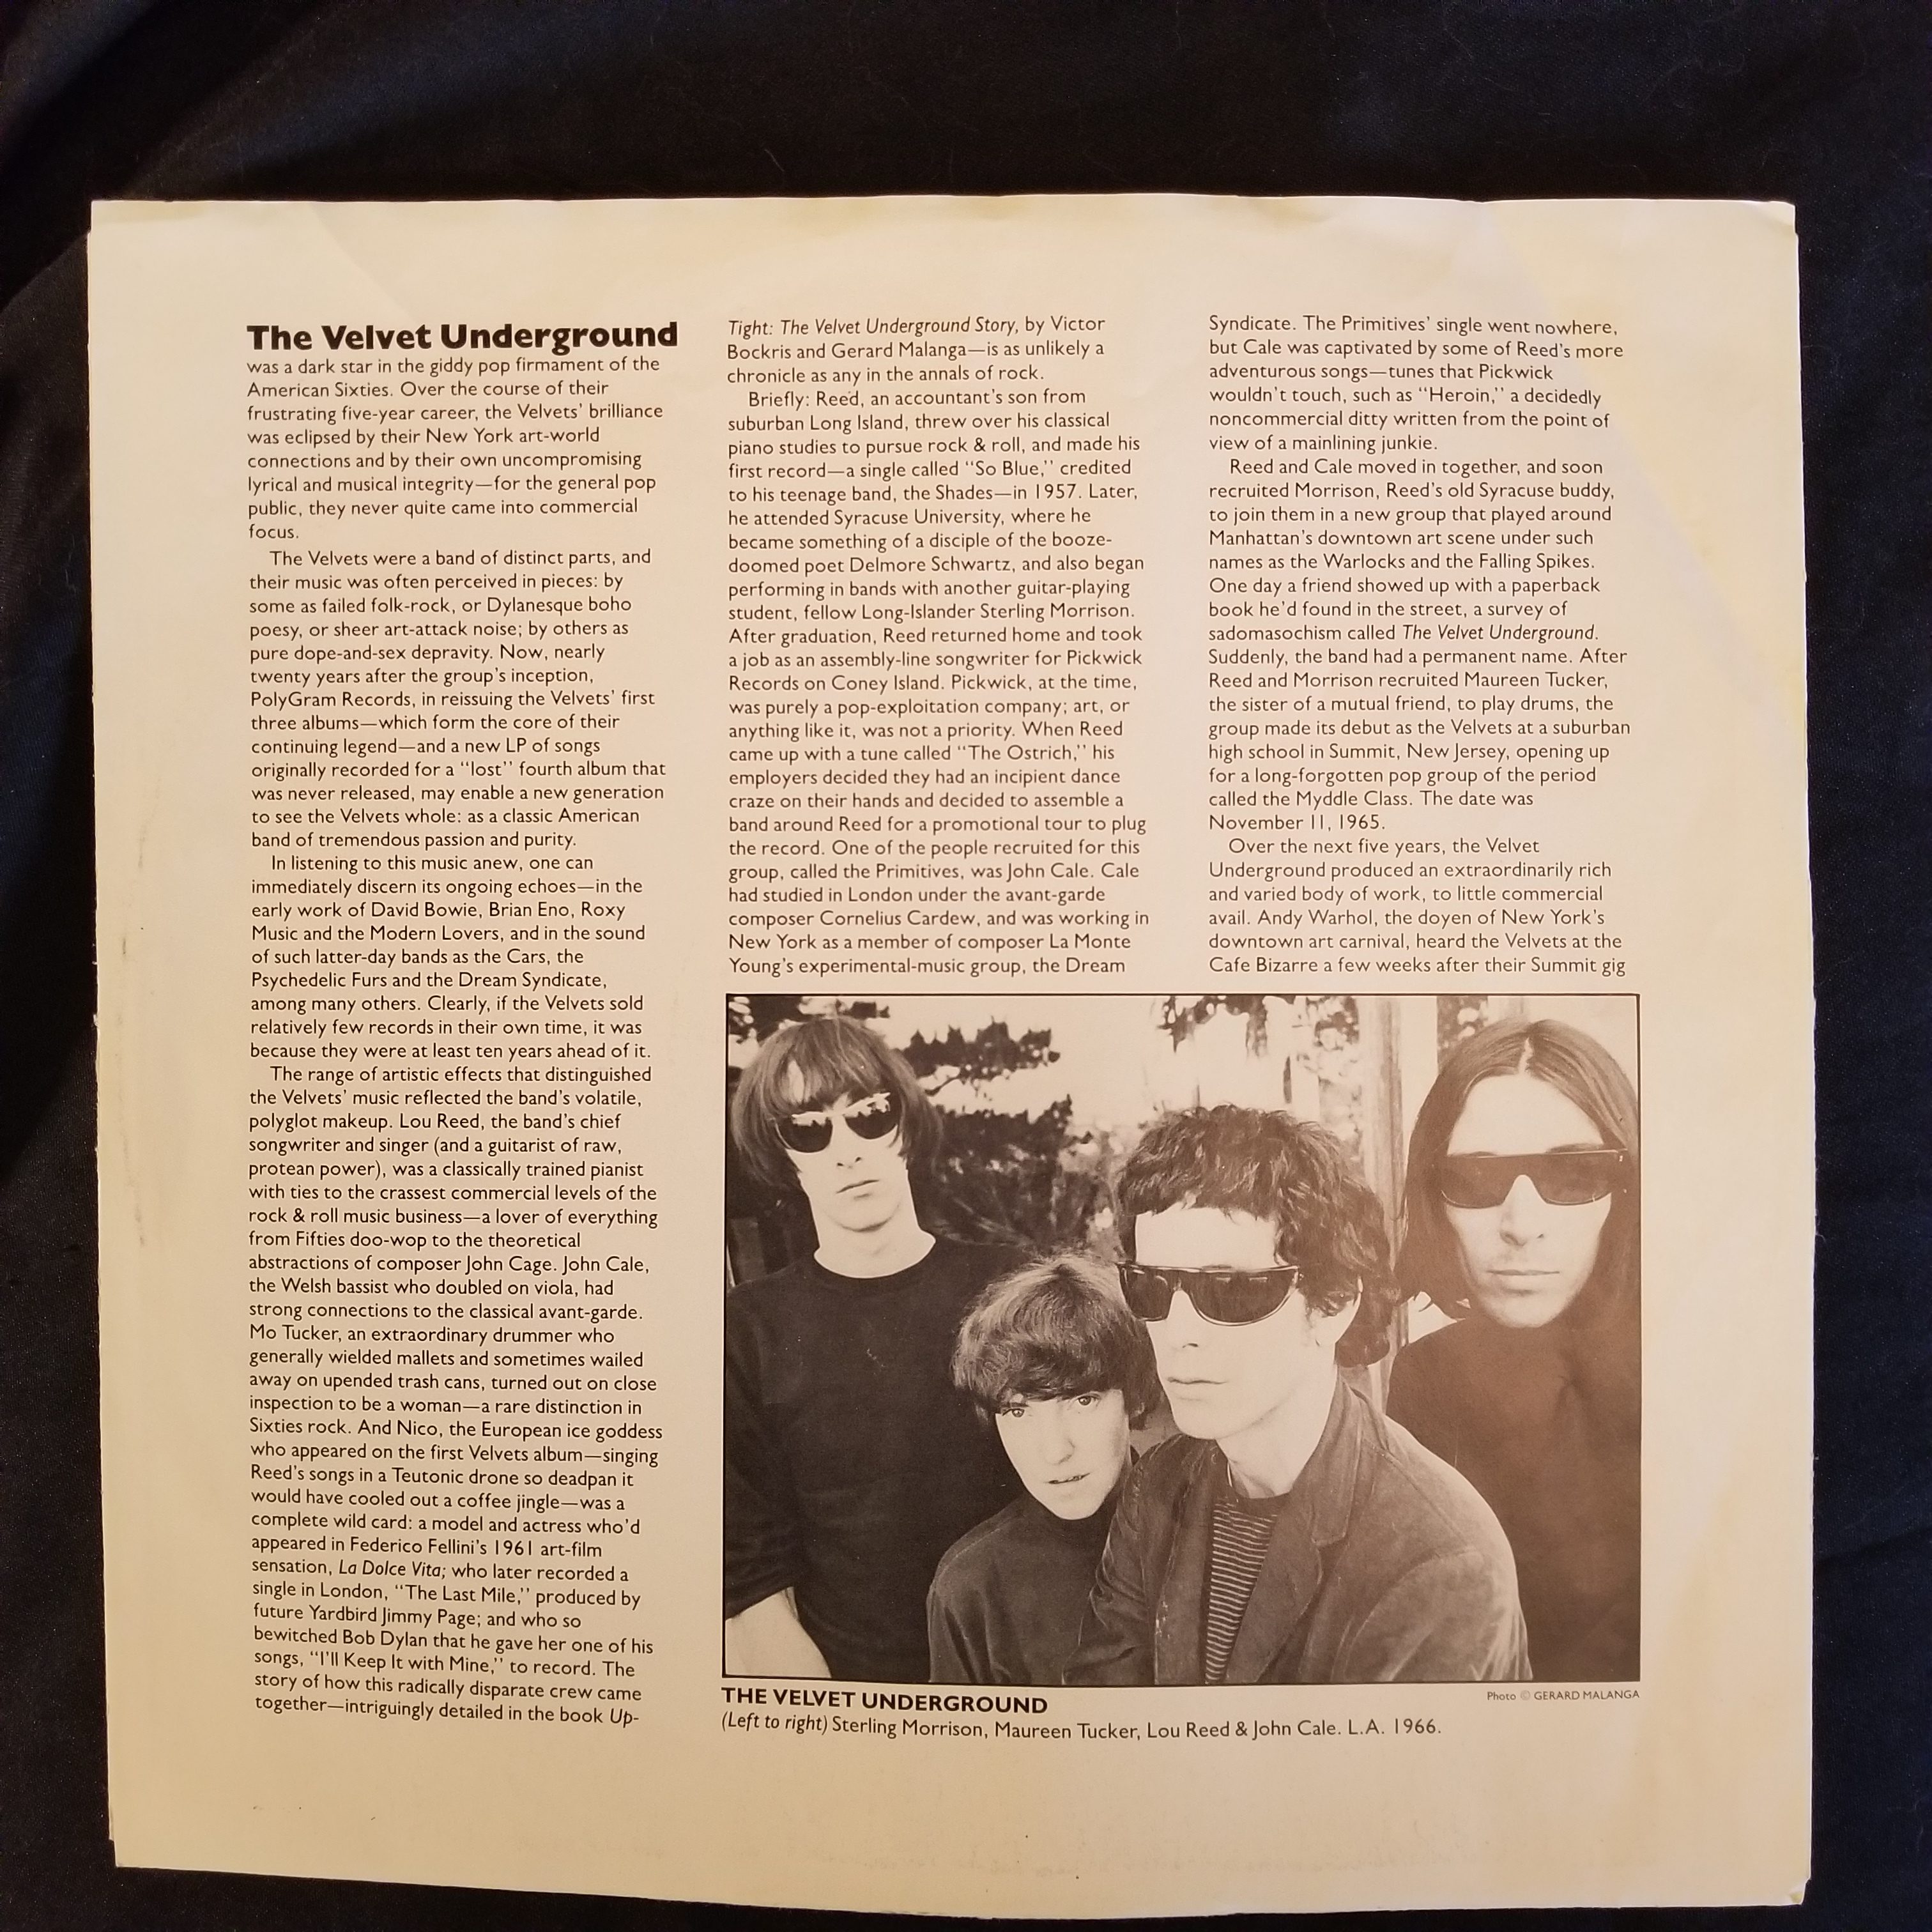 The Velvet Underground
was a dark star in the giddy pop firmament of the
American Sixties. Over the course of their
frustrating five-year career, the Velvets' brilliance
was eclipsed by their New York art-world
connections and by their own uncompromising
lyrical and musical integrity—for the general pop
public, they never quite came into commercial
focus.
The Velvets were a band of distinct parts, and
their music was often perceived in pieces: by
some as failed folk-rock, or Dylanesque boho
poesy, or sheer art-attack noise; by others as
pure dope-and-sex depravity. Now, nearly
twenty years after the group's inception,
PolyGram Records, in reissuing the Velvets' first
three albums—which form the core of their
continuing legend—and a new LP of songs
originally recorded for a "lost" fourth album that
was never released, may enable a new generation
to see the Velvets whole: as a classic American
band of tremendous passion and purity.
In listening to this music anew, one can
immediately discern its ongoing echoes—in the
early work of David Bowie, Brian Eno, Roxy
Music and the Modern Lovers, and in the sound
of such latter-day bands as the Cars, the
Psychedelic Furs and the Dream Syndicate,
among many others. Clearly, if the Velvets sold
relatively few records in their own time, it was
because they were at least ten years ahead of it.
The range of artistic effects that distinguished
the Velvets' music reflected the band's volatile,
polyglot makeup. Lou Reed, the band's chief
songwriter and singer (and a guitarist of raw,
protean power), was a classically trained pianist
with ties to the crassest commercial levels of the
rock & roll music business—a lover of everything
from Fifties doo-wop to the theoretical
abstractions of composer John Cage. John Cale,
the Welsh bassist who doubled on viola, had
strong connections to the classical avant-garde.
Mo Tucker, an extraordinary drummer who
generally wielded mallets and sometimes wailed
away on upended trash cans, turned out on close
inspection to be a woman—a rare distinction in
Sixties rock. And Nico, the European ice goddess
who appeared on the first Velvets album—singing
Reed's songs in a Teutonic drone so deadpan it
would have cooled out a coffee jingle—was a
complete wild card: a model and actress who'd
appeared in Federico Fellini's 1961 art-film
sensation, La Dolce Vita; who later recorded a
single in London, "The Last Mile," produced by
future Yardbird Jimmy Page; and who so
bewitched Bob Dylan that he gave her one of his
songs, "I'll Keep It with Mine," to record. The
story of how this radically disparate crew came
together—intriguingly detailed in the book Up-
Tight: The Velvet Underground Story, by Victor
Bockris and Gerard Malanga—is as unlikely a
chronicle as any in the annals of rock.
Briefly: Reed, an accountant's son from
suburban Long Island, threw over his classical
piano studies to pursue rock & roll, and made his
first record—a single called "So Blue," credited
to his teenage band, the Shades—in 1957. Later,
he attended Syracuse University, where he
became something of a disciple of the booze-
doomed poet Delmore Schwartz, and also began
performing in bands with another guitar-playing
student, fellow Long-Islander Sterling Morrison.
After graduation, Reed returned home and took
a job as an assembly-line songwriter for Pickwick
Records on Coney Island. Pickwick, at the time,
was purely a pop-exploitation company; art, or
anything like it, was not a priority. When Reed
came up with a tune called "The Ostrich," his
employers decided they had an incipient dance
craze on their hands and decided to assemble a
band around Reed for a promotional tour to plug
the record. One of the people recruited for this
group, called the Primitives, was John Cale. Cale
had studied in London under the avant-garde
composer Cornelius Cardew, and was working in
New York as a member of composer La Monte
Young's experimental-music group, the Dream
Syndicate. The Primitives' single went nowhere,
but Cale was captivated by some of Reed's more
adventurous songs—tunes that Pickwick
wouldn't touch, such as "Heroin," a decidedly
noncommercial ditty written from the point of
view of a mainlining junkie.
Reed and Cale moved in together, and soon
recruited Morrison, Reed's old Syracuse buddy,
to join them in a new group that played around
Manhattan's downtown art scene under such
names as the Warlocks and the Falling Spikes.
One day a friend showed up with a paperback
book he'd found in the street, a survey of
sadomasochism called The Velvet Underground.
Suddenly, the band had a permanent name. After
Reed and Morrison recruited Maureen Tucker,
the sister of a mutual friend, to play drums, the
group made its debut as the Velvets at a suburban
high school in Summit, New Jersey, opening up
for a long-forgotten pop group of the period
called the Myddle Class. The date was
November 11, 1965.
Over the next five years, the Velvet
Underground produced an extraordinarily rich
and varied body of work, to little commercial
avail. Andy Warhol, the doyen of New York's
downtown art carnival, heard the Velvets at the
Cafe Bizarre a few weeks after their Summit gig
THE VELVET UNDERGROUND
Photo © GERARD MALANGA
(Left to right) Sterling Morrison, Maureen Tucker, Lou Reed & John Cale. L.A. 1966.